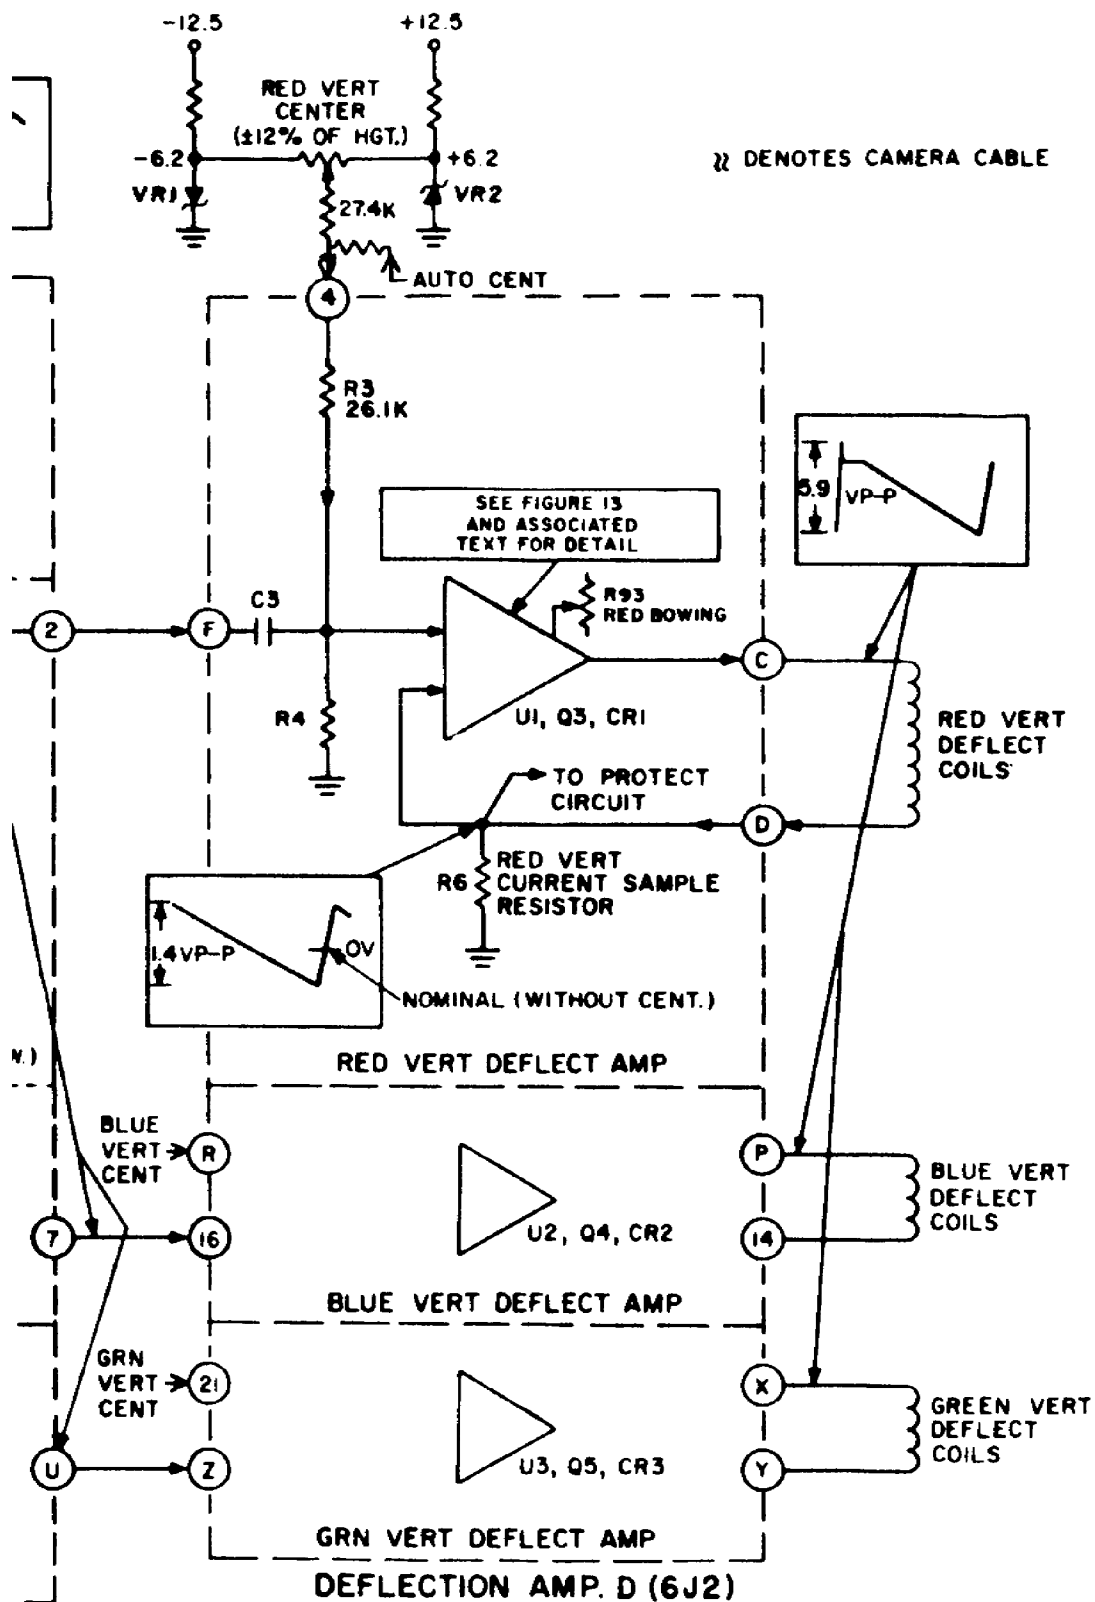 -12.5
+12.5
RED VERT
CENTER
(±12% OF HGT.)
-6.2
+6.2
VR1
VR2
27.4K
DENOTES CAMERA CABLE
AUTO CENT
4
R3
26.1K
SEE FIGURE 13
AND ASSOCIATED
TEXT FOR DETAIL
5.9
VP-P
R93
RED BOWING
2
F
C3
C
R4
U1, Q3, CR1
RED VERT
DEFLECT
COILS
TO PROTECT
CIRCUIT
D
R6
RED VERT
CURRENT SAMPLE
RESISTOR
1.4VP-P
OV
NOMINAL (WITHOUT CENT.)
RED VERT DEFLECT AMP
BLUE
VERT
CENT
R
P
BLUE VERT
DEFLECT
COILS
7
16
U2, Q4, CR2
14
BLUE VERT DEFLECT AMP
GRN
VERT
CENT
21
X
GREEN VERT
DEFLECT
COILS
U
Z
U3, Q5, CR3
Y
GRN VERT DEFLECT AMP
DEFLECTION AMP. D (6J2)